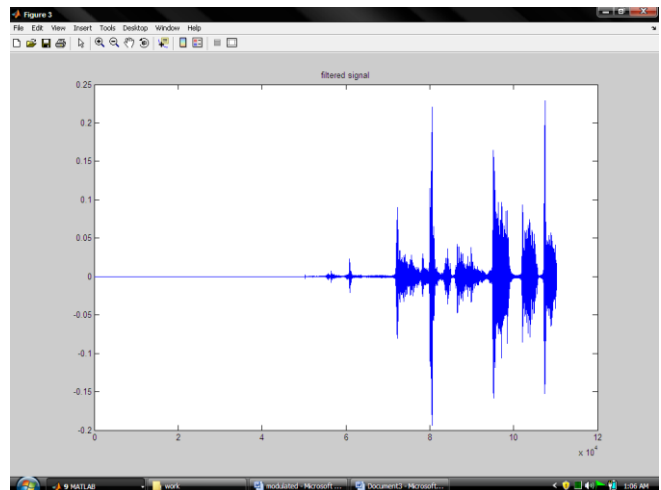 Figure 3
File Edit View Insert Tools Desktop Window Help
filtered signal
0.25
0.2
0.15
0.1
0.05
0
-0.05
-0.1
-0.15
-0.2
0 2 4 6 8 10 12
x 10^4
9 MATLAB work modulated - Microsoft ... Document3 - Microsoft... 1:06 AM